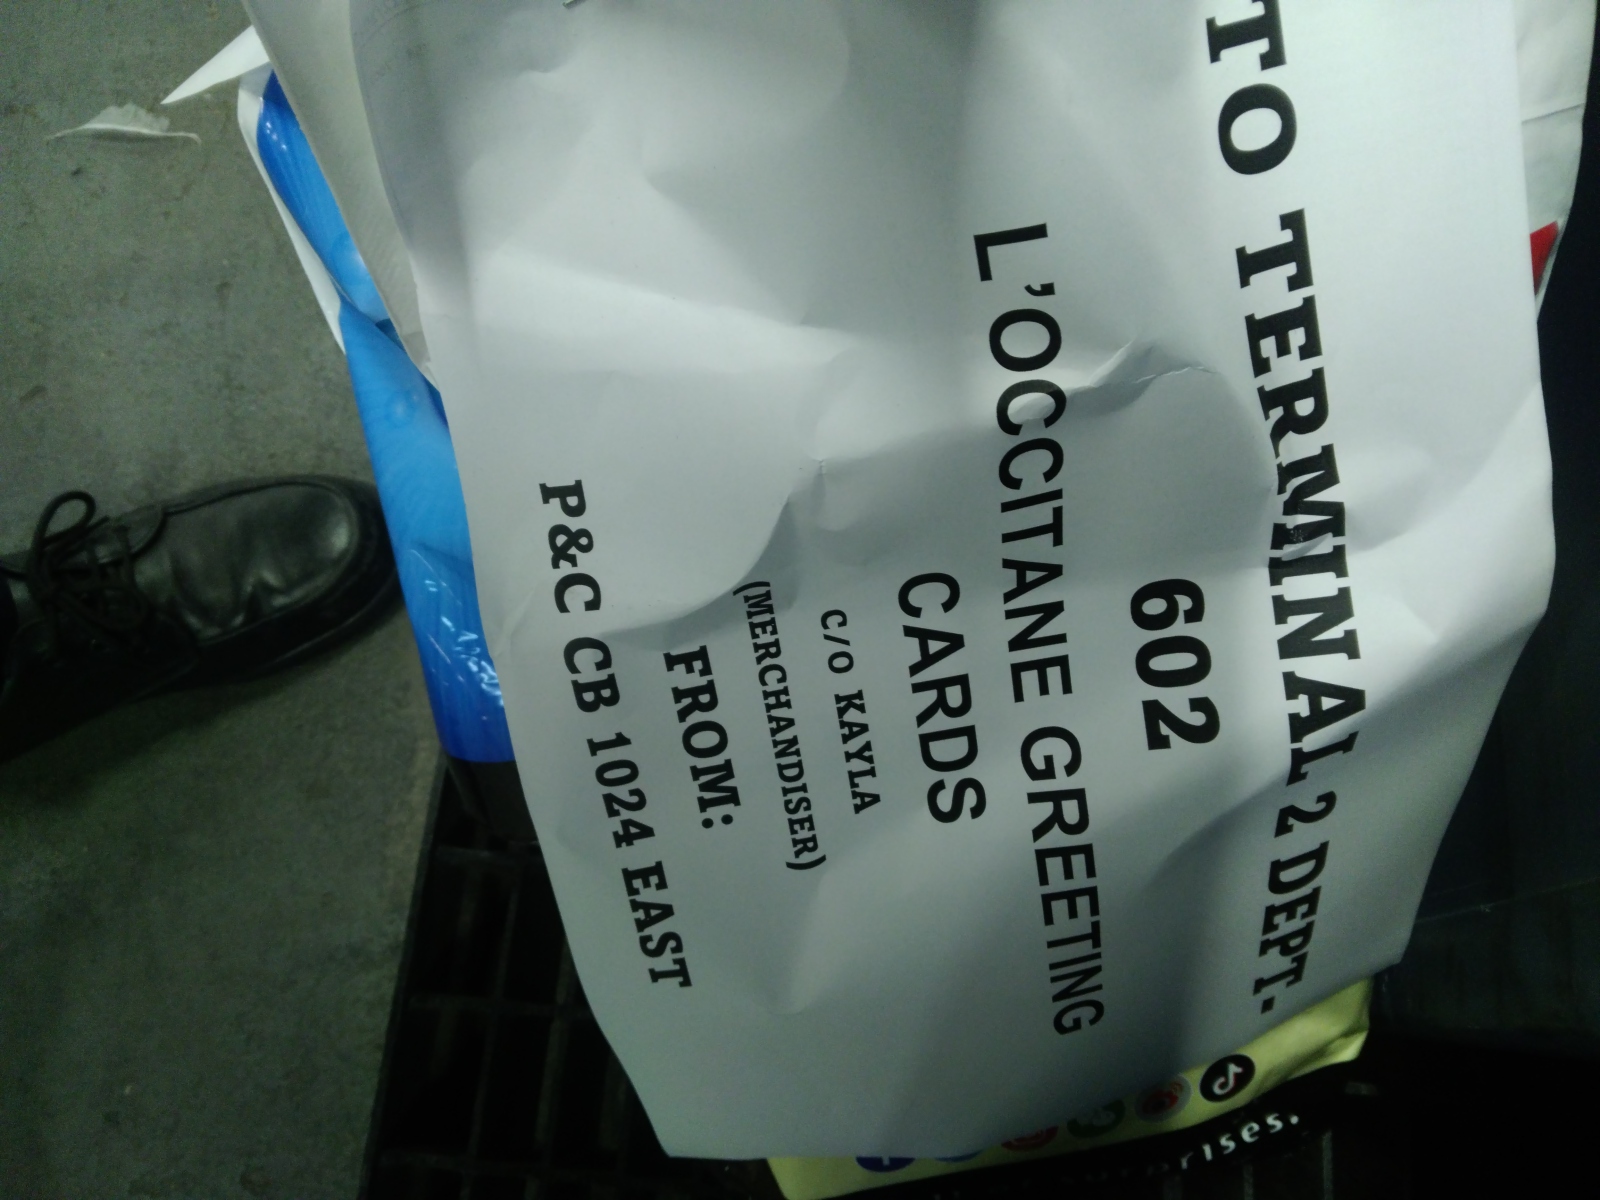 TO TERMINAL 2 DEPT.
602
L'OCCITANE GREETING
CARDS
C/O KAYLA
(MERCHANDISER)
FROM:
P&C CB 1024 EAST